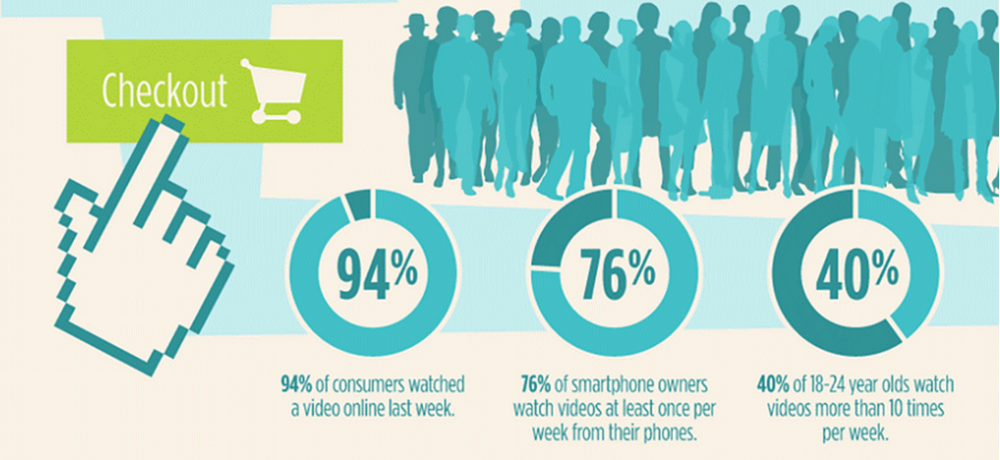 Checkout
94%
76%
40%
94% of consumers watched
a video online last week.
76% of smartphone owners
watch videos at least once per
week from their phones.
40% of 18-24 year olds watch
videos more than 10 times
per week.